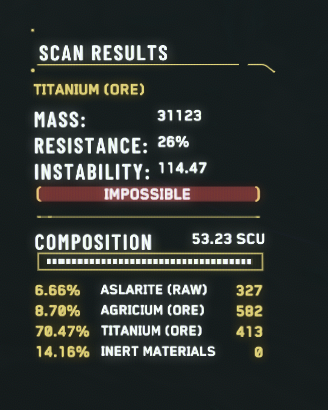 SCAN RESULTS
TITANIUM (ORE)
MASS: 31123
RESISTANCE: 26%
INSTABILITY: 114.47
IMPOSSIBLE
COMPOSITION 53.23 SCU
6.66% ASLARITE (RAW) 327
8.70% AGRICIUM (ORE) 582
70.47% TITANIUM (ORE) 413
14.16% INERT MATERIALS 0